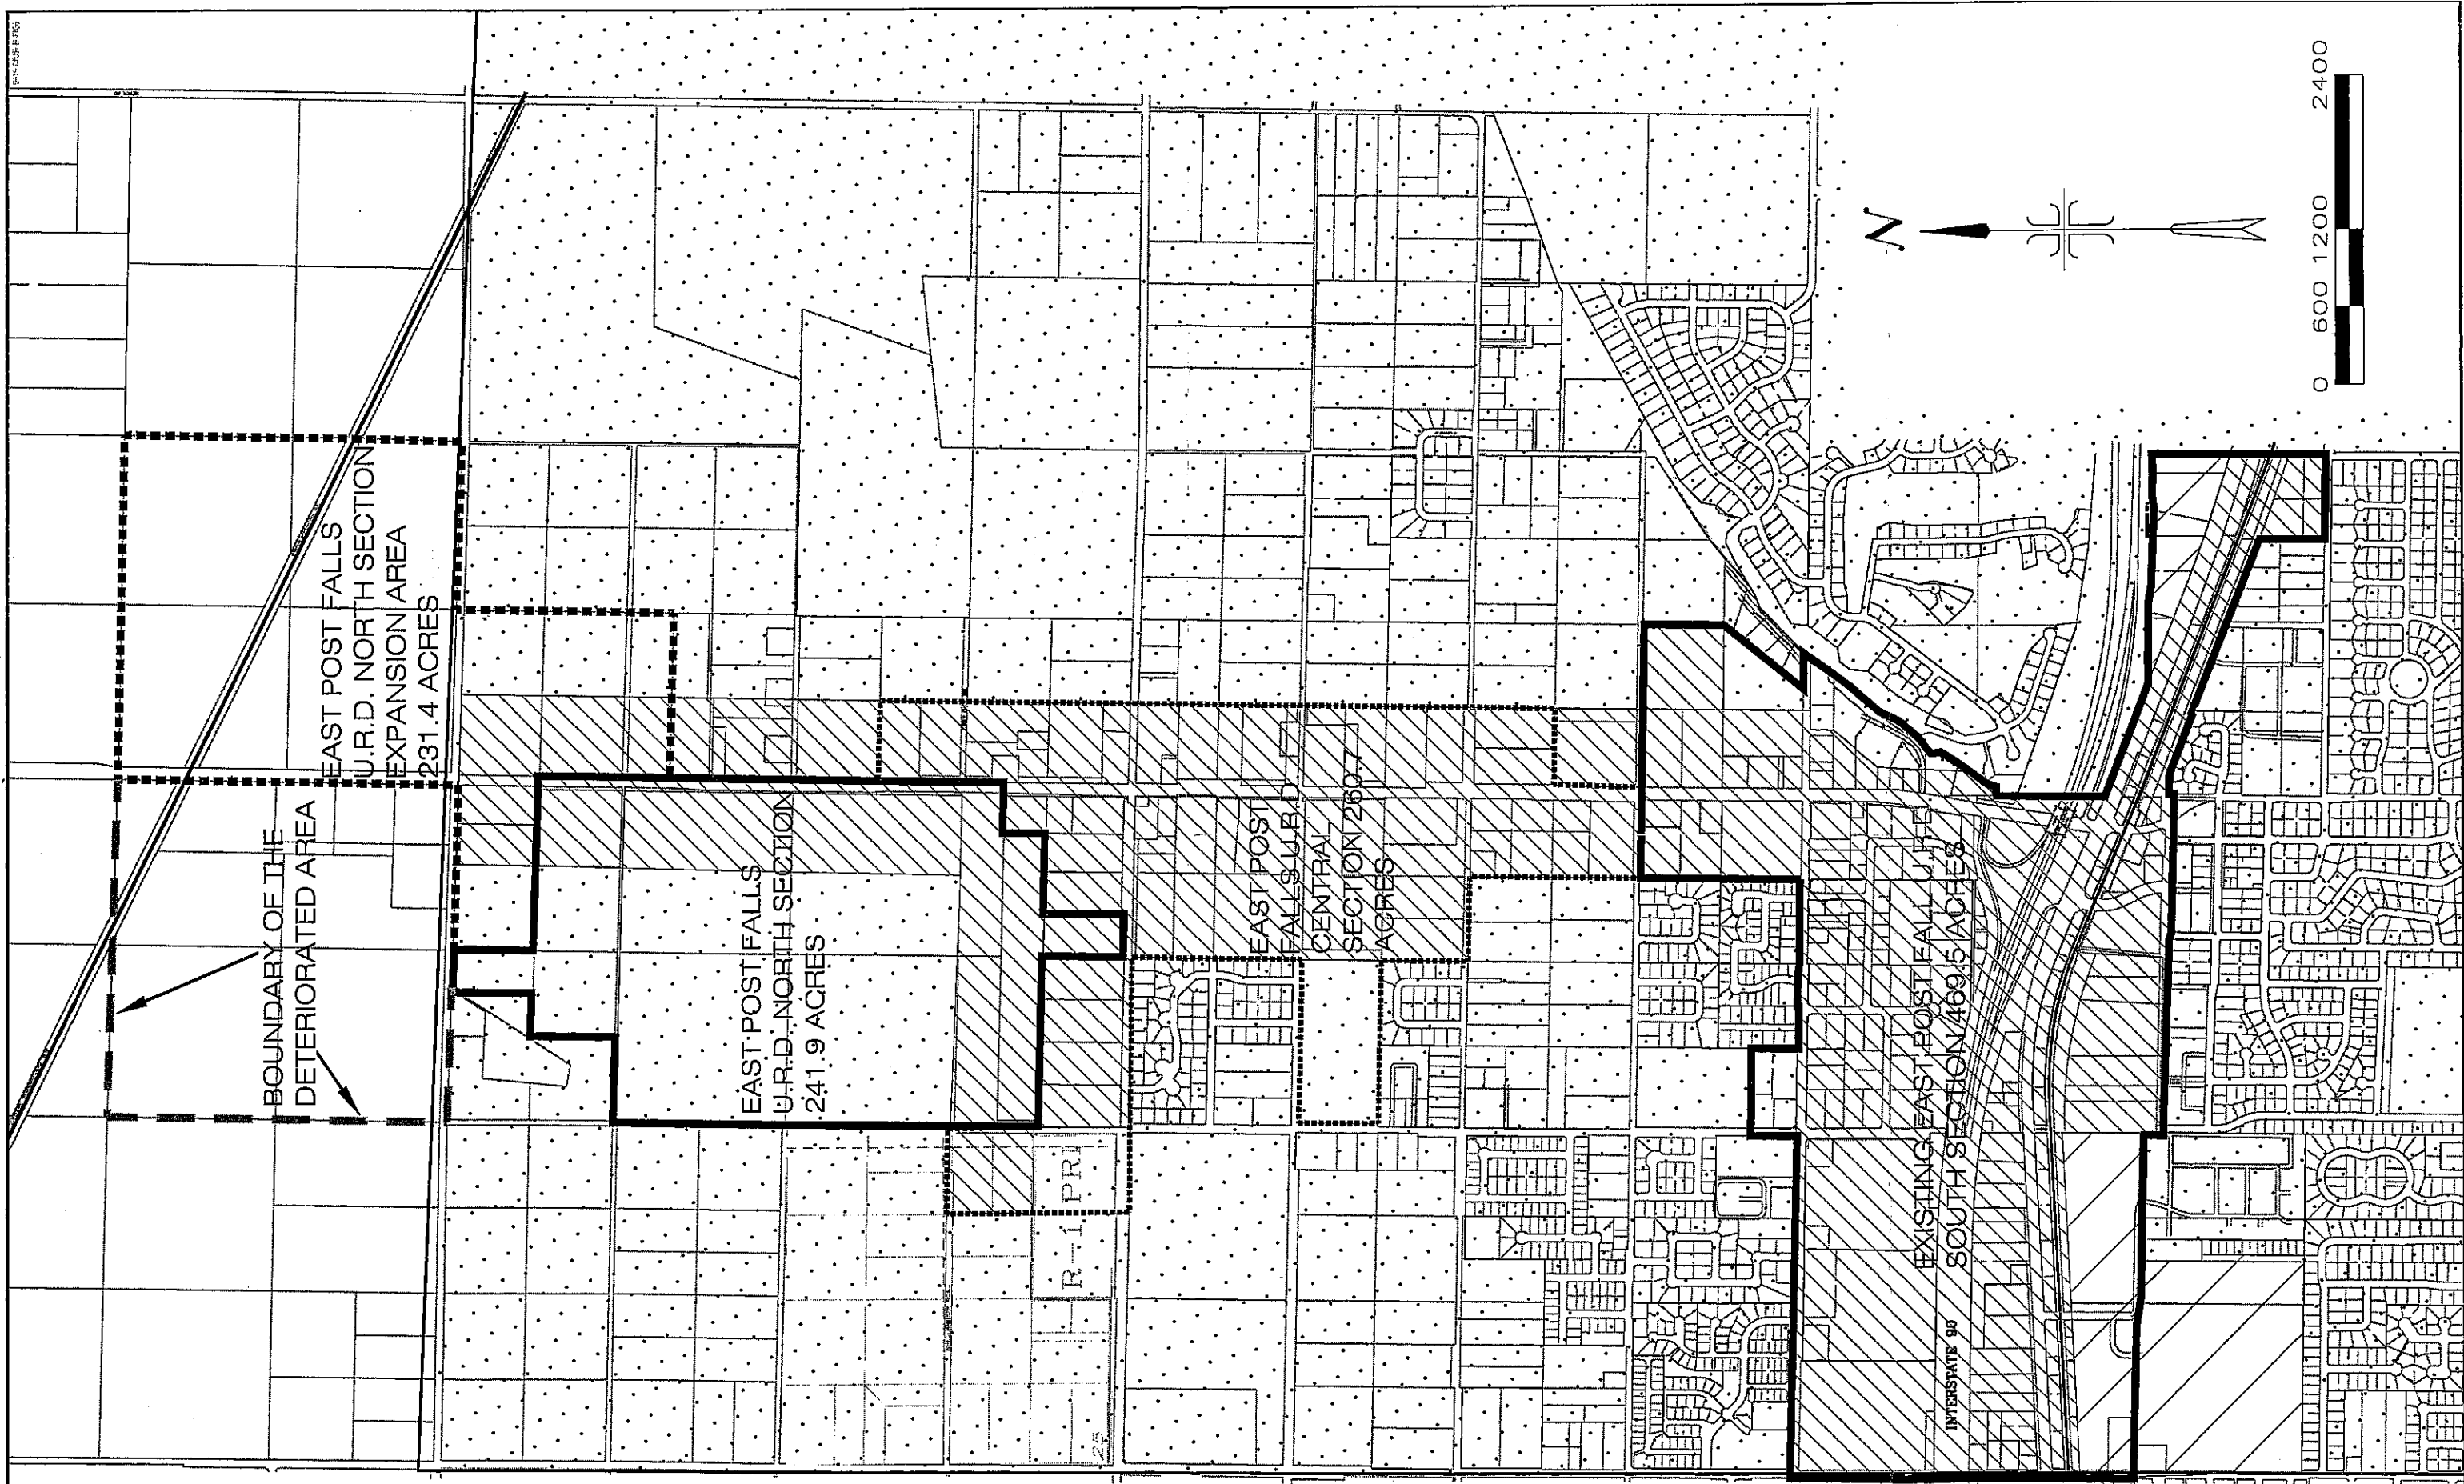 EAST POST FALLS
U.R.D. NORTH SECTION
EXPANSION AREA
231.4 ACRES
BOUNDARY OF THE
DETERIORATED AREA
EAST POST FALLS
U.R.D. NORTH SECTION
241.9 ACRES
EAST POST
FALLS U.R.D.
CENTRAL
SECTION 260.7
ACRES
R-1 PRI
25
EXISTING EAST POST FALL U.R.D.
SOUTH SECTION 469.5 ACRES
INTERSTATE 90
N
0 600 1200 2400